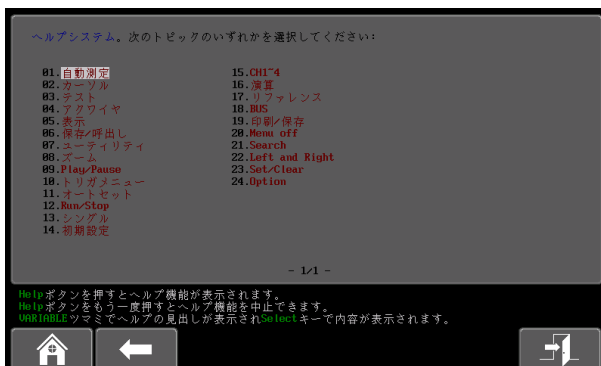 ヘルプシステム。次のトピックのいずれかを選択してください：
01.自動測定
02.カーソル
03.テスト
04.アクワイヤ
05.表示
06.保存/呼出し
07.ユーティリティ
08.ズーム
09.Play/Pause
10.トリガメニュー
11.オートセット
12.Run/Stop
13.シングル
14.初期設定
15.CH1~4
16.演算
17.リファレンス
18.BUS
19.印刷/保存
20.Menu off
21.Search
22.Left and Right
23.Set/Clear
24.Option
- 1/1 -
Helpボタンを押すとヘルプ機能が表示されます。
Helpボタンをもう一度押すとヘルプ機能を中止できます。
VARIABLEツマミでヘルプの見出しが表示されSelectキーで内容が表示されます。